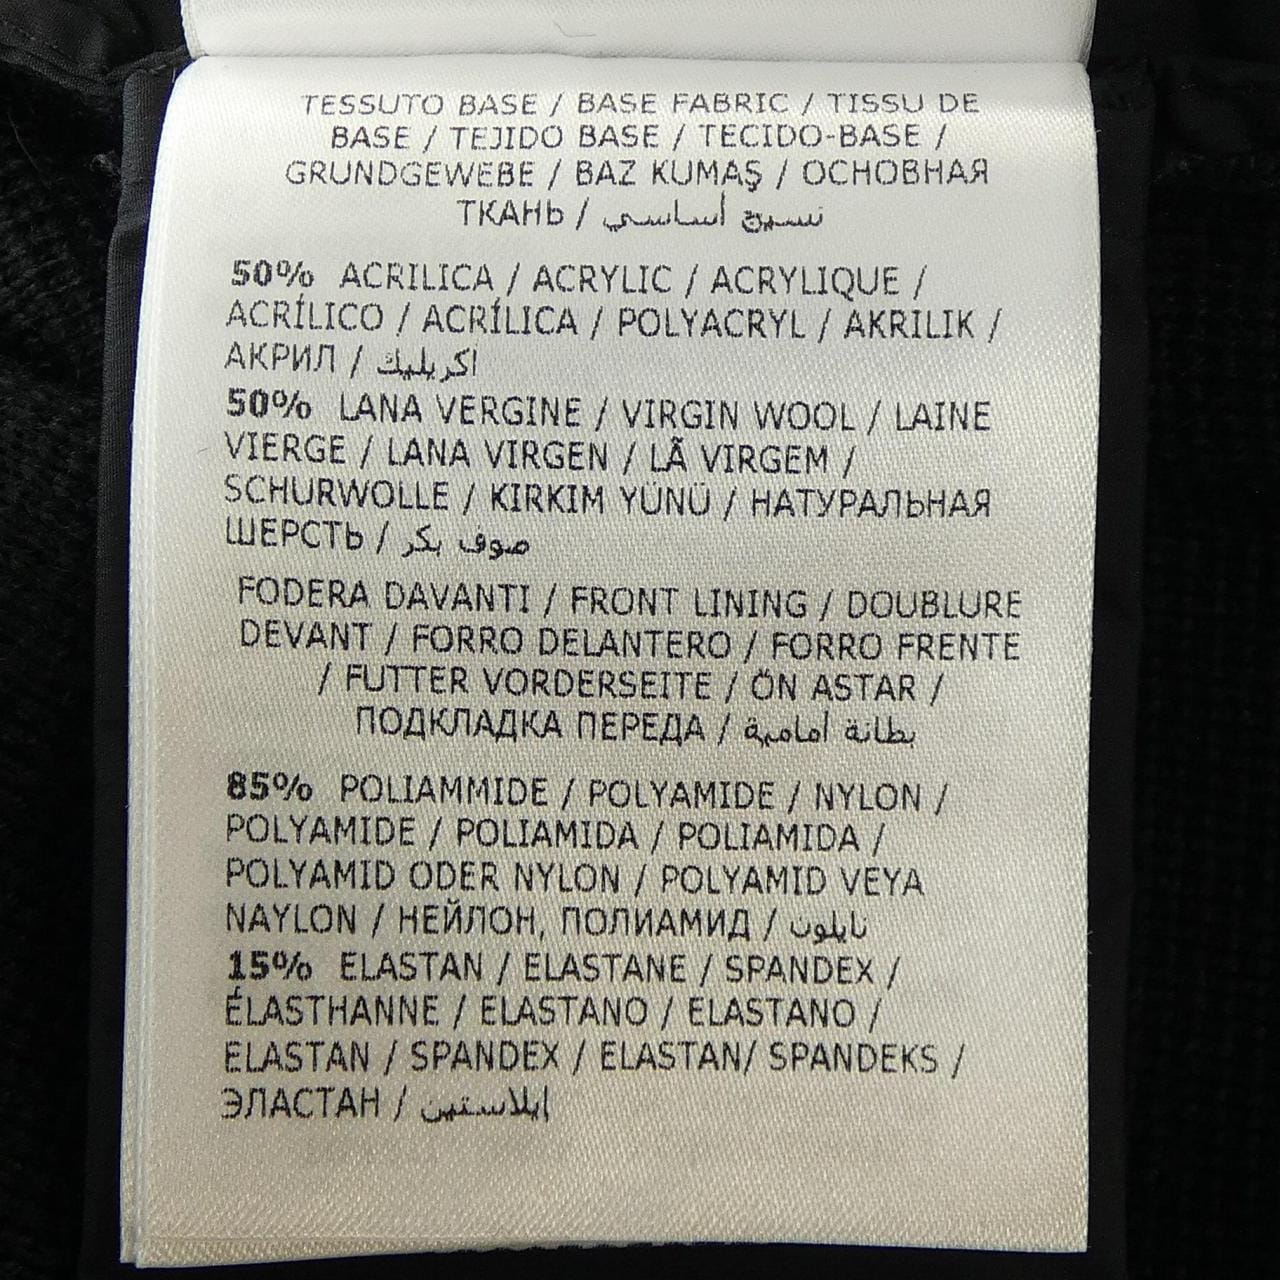 TESSUTO BASE / BASE FABRIC / TISSU DE
BASE / TEJIDO BASE / TECIDO-BASE /
GRUNDGEWEBE / BAZ KUMAŞ / ОСНОВНАЯ
ТКАНЬ / نسيج أساسي
50% ACRILICA / ACRYLIC / ACRYLIQUE /
ACRÍLICO / ACRÍLICA / POLYACRYL / AKRILIK /
АКРИЛ / اكريليك
50% LANA VERGINE / VIRGIN WOOL / LAINE
VIERGE / LANA VIRGEN / LÃ VIRGEM /
SCHURWOLLE / KIRKIM YÜNÜ / НАТУРАЛЬНАЯ
ШЕРСТЬ / صوف بكر
FODERA DAVANTI / FRONT LINING / DOUBLURE
DEVANT / FORRO DELANTERO / FORRO FRENTE
/ FUTTER VORDERSEITE / ÖN ASTAR /
ПОДКЛАДКА ПЕРЕДА / بطانة أمامية
85% POLIAMMIDE / POLYAMIDE / NYLON /
POLYAMIDE / POLIAMIDA / POLIAMIDA /
POLYAMID ODER NYLON / POLYAMID VEYA
NAYLON / НЕЙЛОН, ПОЛИАМИД / نايلون
15% ELASTAN / ELASTANE / SPANDEX /
ÉLASTHANNE / ELASTANO / ELASTANO /
ELASTAN / SPANDEX / ELASTAN/ SPANDEKS /
ЭЛАСТАН / إيلاستين